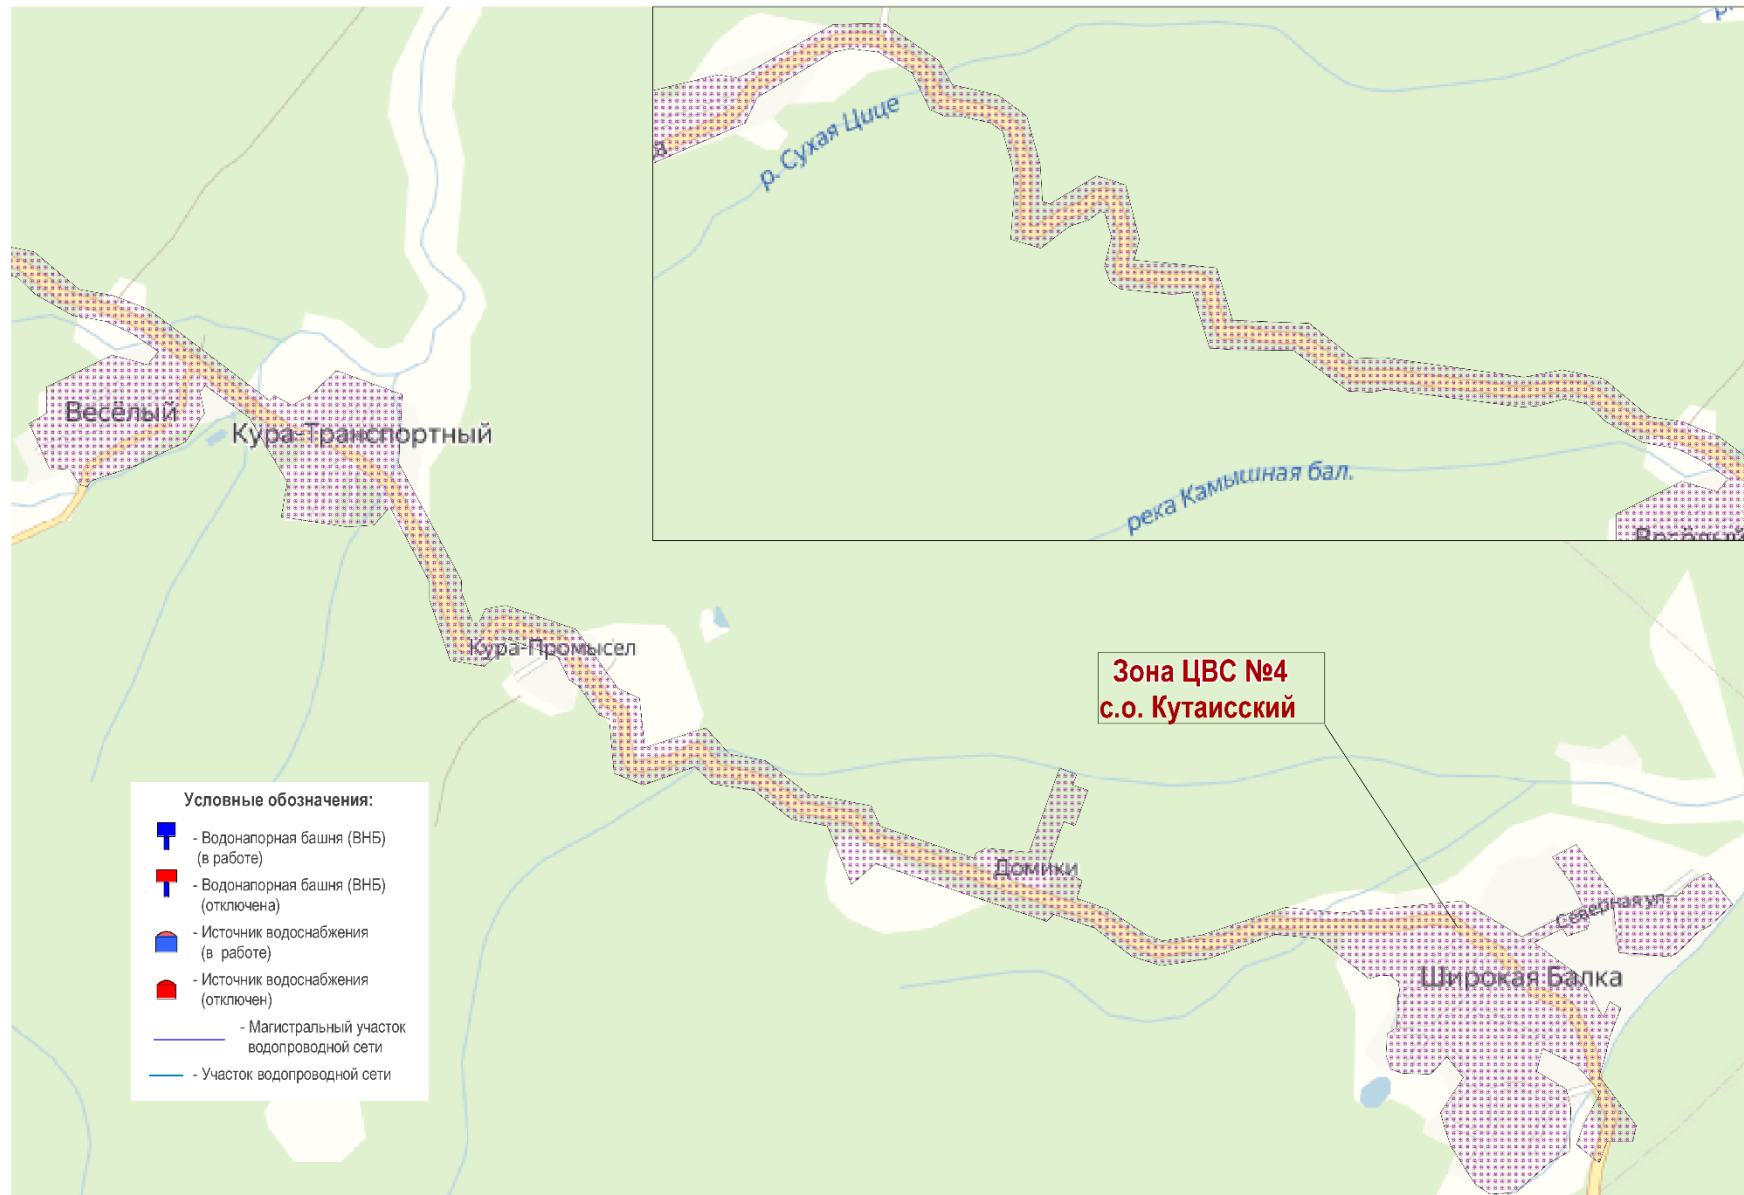 р. Сухая Цице
река Камышная бал.
Весёлый
Кура-Транспортный
Кура-Промысел
Зона ЦВС №4
с.о. Кутаисский
Домики
Северная ул.
Широкая Балка
Условные обозначения:
- Водонапорная башня (ВНБ)
(в работе)
- Водонапорная башня (ВНБ)
(отключена)
- Источник водоснабжения
(в работе)
- Источник водоснабжения
(отключен)
- Магистральный участок
водопроводной сети
- Участок водопроводной сети